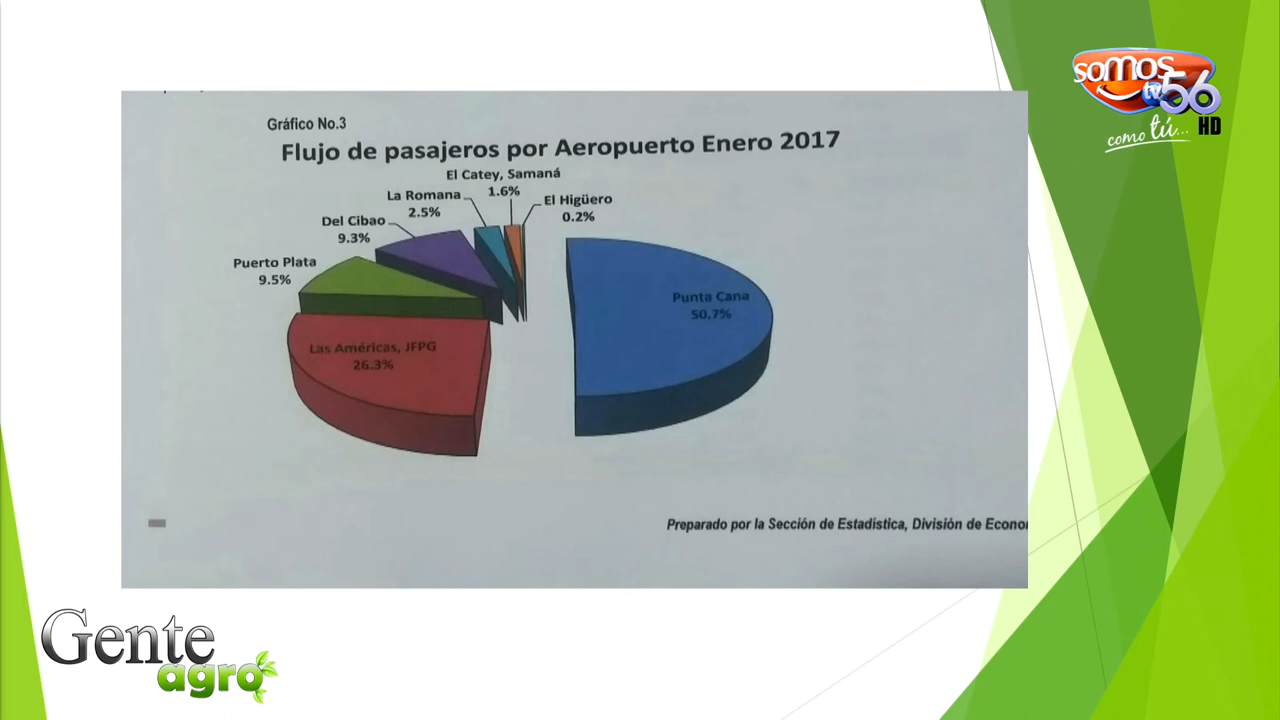 somos
tv 56
como tú... HD
Gráfico No.3
Flujo de pasajeros por Aeropuerto Enero 2017
El Catey, Samaná
1.6%
La Romana
2.5%
El Higüero
0.2%
Del Cibao
9.3%
Puerto Plata
9.5%
Punta Cana
50.7%
Las Américas, JFPG
26.3%
Preparado por la Sección de Estadística, División de Econo
Gente
agro